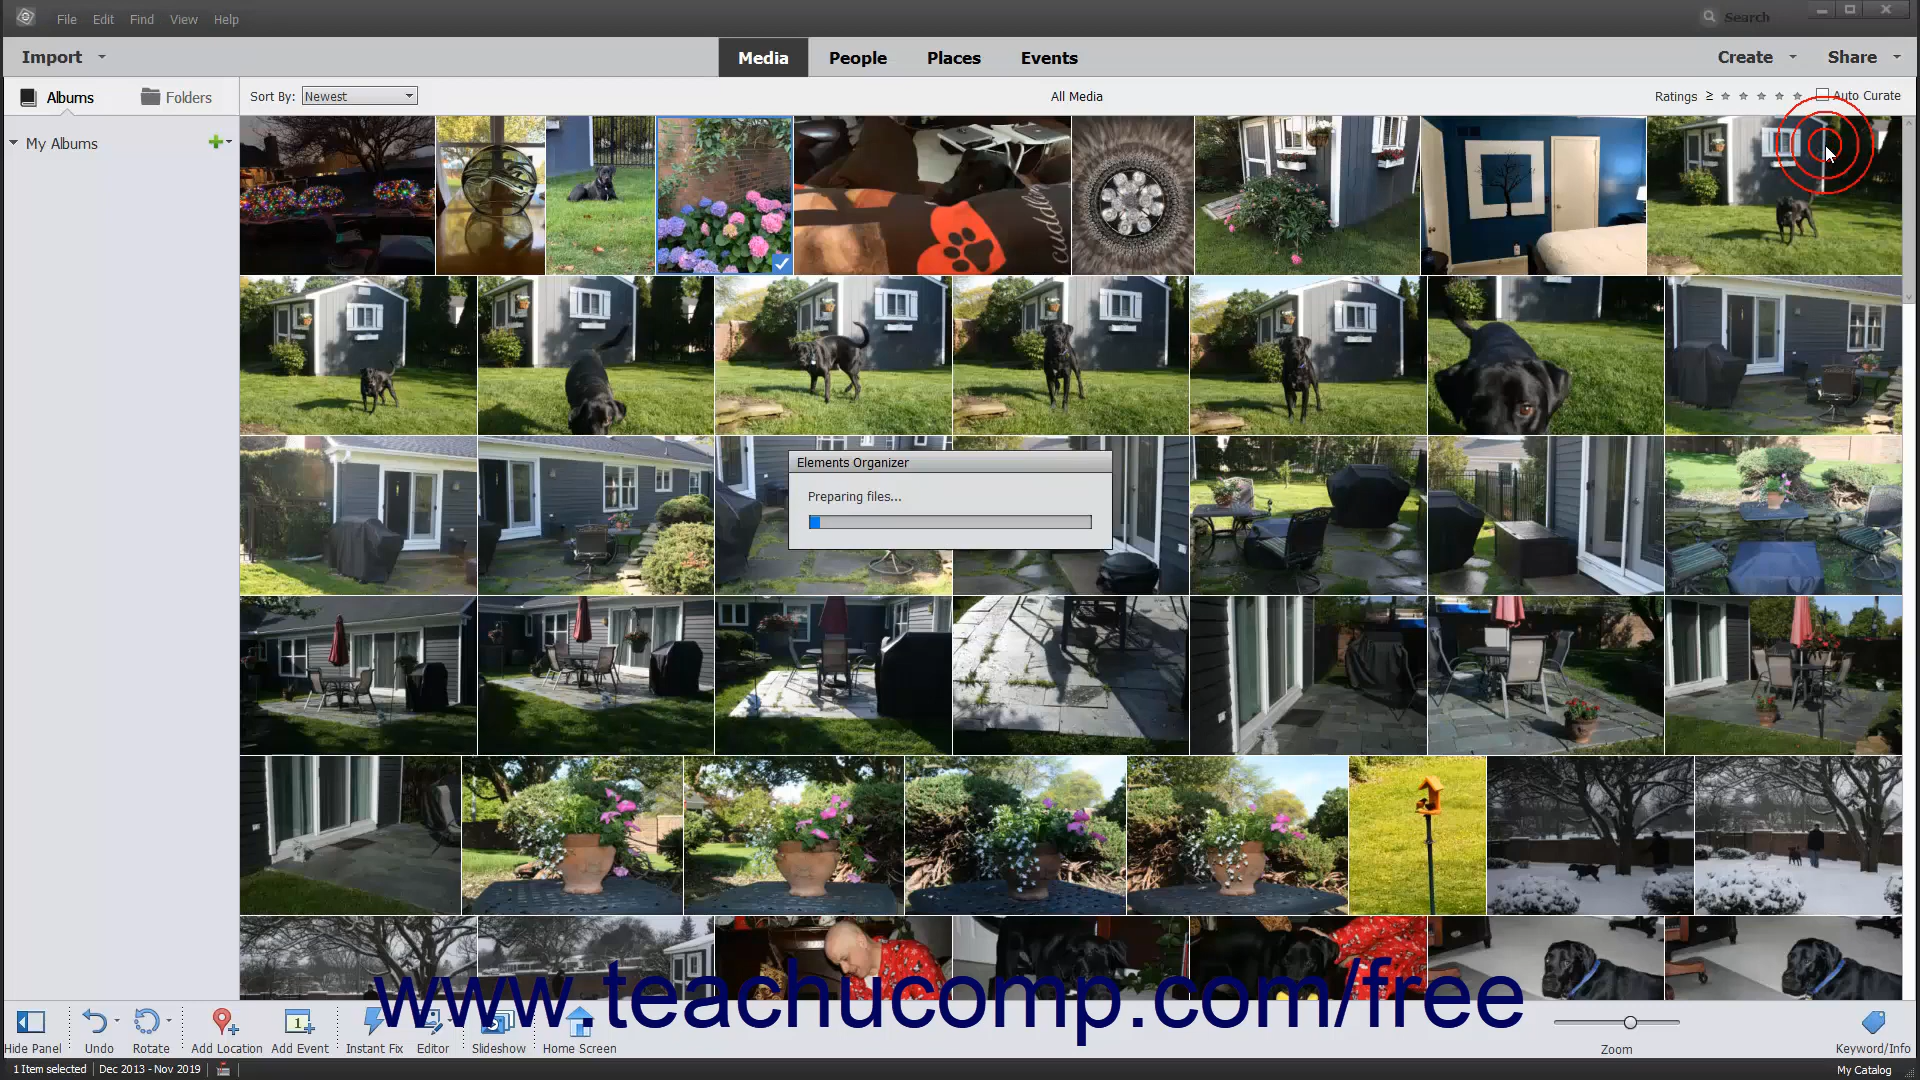 File Edit Find View Help Search
Import Media People Places Events Create Share
Albums Folders Sort By: Newest All Media Ratings ≥ Auto Curate
My Albums
cuddle
Elements Organizer
Preparing files...
www.teachucomp.com/free
Hide Panel Undo Rotate Add Location Add Event Instant Fix Editor Slideshow Home Screen Zoom Keyword/Info
1 Item selected Dec 2013 - Nov 2019 My Catalog